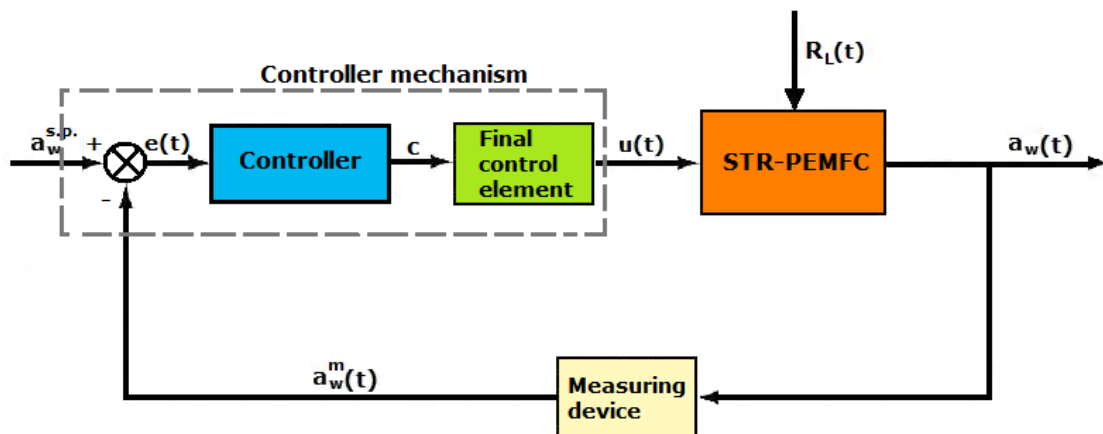 R_L(t)
Controller mechanism
a_w^{s.p.}
+
e(t)
Controller
c
Final
control
element
u(t)
STR-PEMFC
a_w(t)
-
a_w^m(t)
Measuring
device